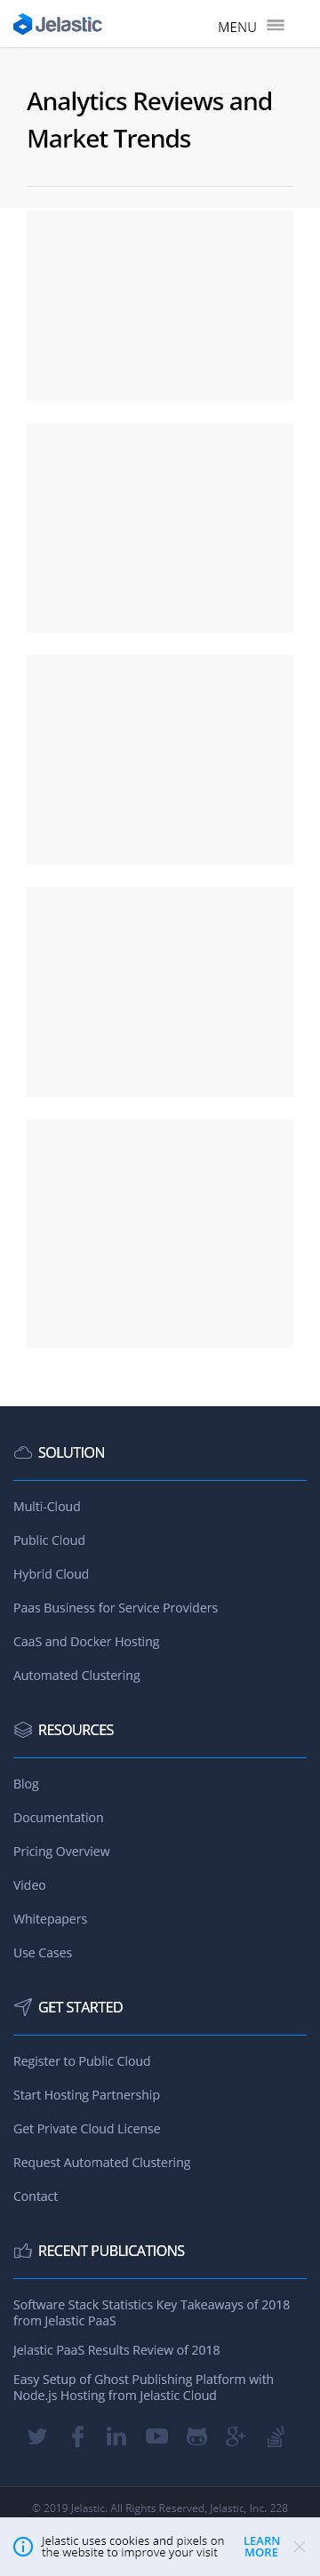 Jelastic
MENU
Analytics Reviews and
Market Trends
SOLUTION
Multi-Cloud
Public Cloud
Hybrid Cloud
Paas Business for Service Providers
CaaS and Docker Hosting
Automated Clustering
RESOURCES
Blog
Documentation
Pricing Overview
Video
Whitepapers
Use Cases
GET STARTED
Register to Public Cloud
Start Hosting Partnership
Get Private Cloud License
Request Automated Clustering
Contact
RECENT PUBLICATIONS
Software Stack Statistics Key Takeaways of 2018
from Jelastic PaaS
Jelastic PaaS Results Review of 2018
Easy Setup of Ghost Publishing Platform with
Node.js Hosting from Jelastic Cloud
© 2019 Jelastic. All Rights Reserved, Jelastic, Inc. 228
Jelastic uses cookies and pixels on
the website to improve your visit
LEARN
MORE